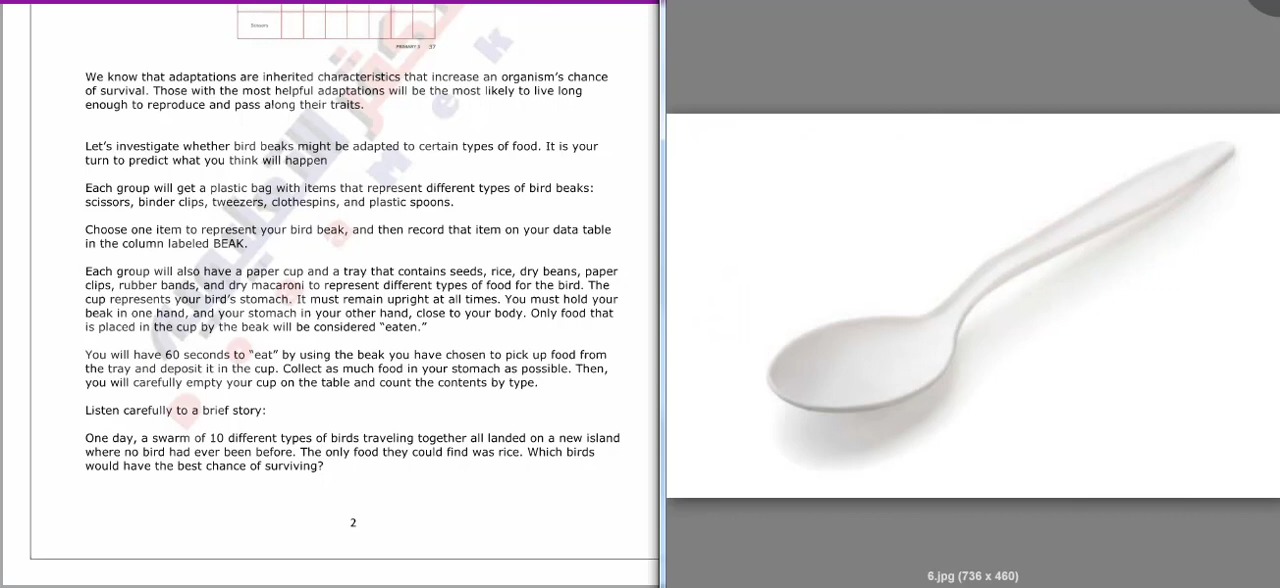 Scissors
PRIMARY 5 37
We know that adaptations are inherited characteristics that increase an organism’s chance
of survival. Those with the most helpful adaptations will be the most likely to live long
enough to reproduce and pass along their traits.
Let’s investigate whether bird beaks might be adapted to certain types of food. It is your
turn to predict what you think will happen
Each group will get a plastic bag with items that represent different types of bird beaks:
scissors, binder clips, tweezers, clothespins, and plastic spoons.
Choose one item to represent your bird beak, and then record that item on your data table
in the column labeled BEAK.
Each group will also have a paper cup and a tray that contains seeds, rice, dry beans, paper
clips, rubber bands, and dry macaroni to represent different types of food for the bird. The
cup represents your bird’s stomach. It must remain upright at all times. You must hold your
beak in one hand, and your stomach in your other hand, close to your body. Only food that
is placed in the cup by the beak will be considered “eaten.”
You will have 60 seconds to “eat” by using the beak you have chosen to pick up food from
the tray and deposit it in the cup. Collect as much food in your stomach as possible. Then,
you will carefully empty your cup on the table and count the contents by type.
Listen carefully to a brief story:
One day, a swarm of 10 different types of birds traveling together all landed on a new island
where no bird had ever been before. The only food they could find was rice. Which birds
would have the best chance of surviving?
2
6.jpg (736 x 460)